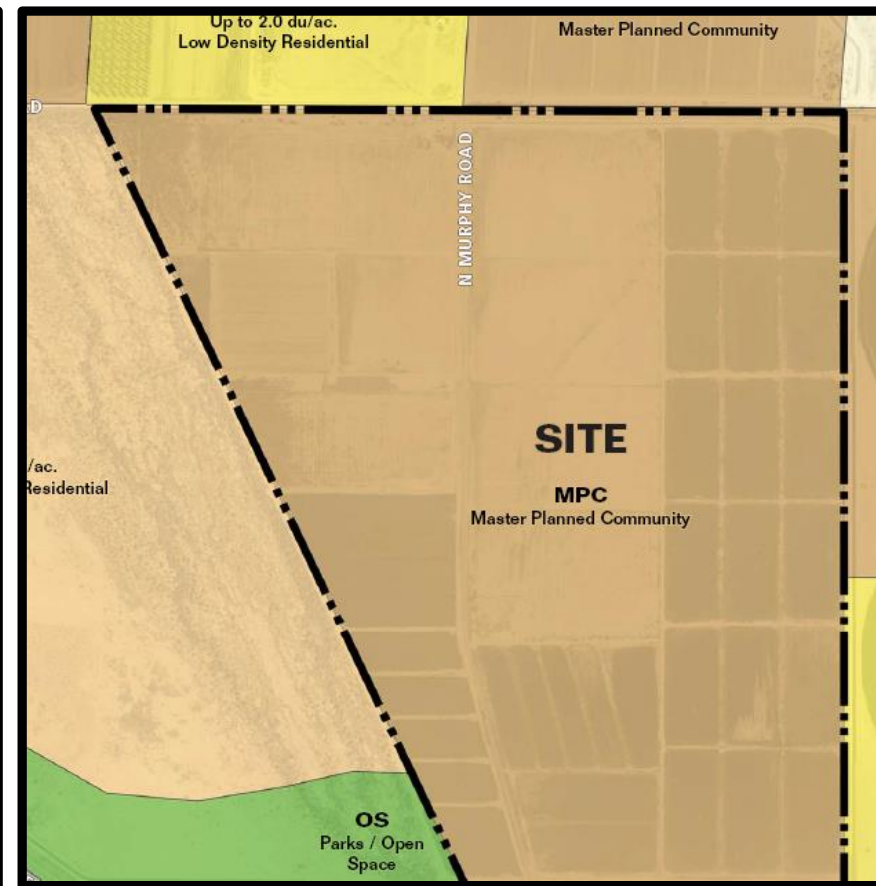 Up to 2.0 du/ac.
Low Density Residential
Master Planned Community
D
N MURPHY ROAD
SITE
MPC
Master Planned Community
/ac.
Residential
OS
Parks / Open
Space